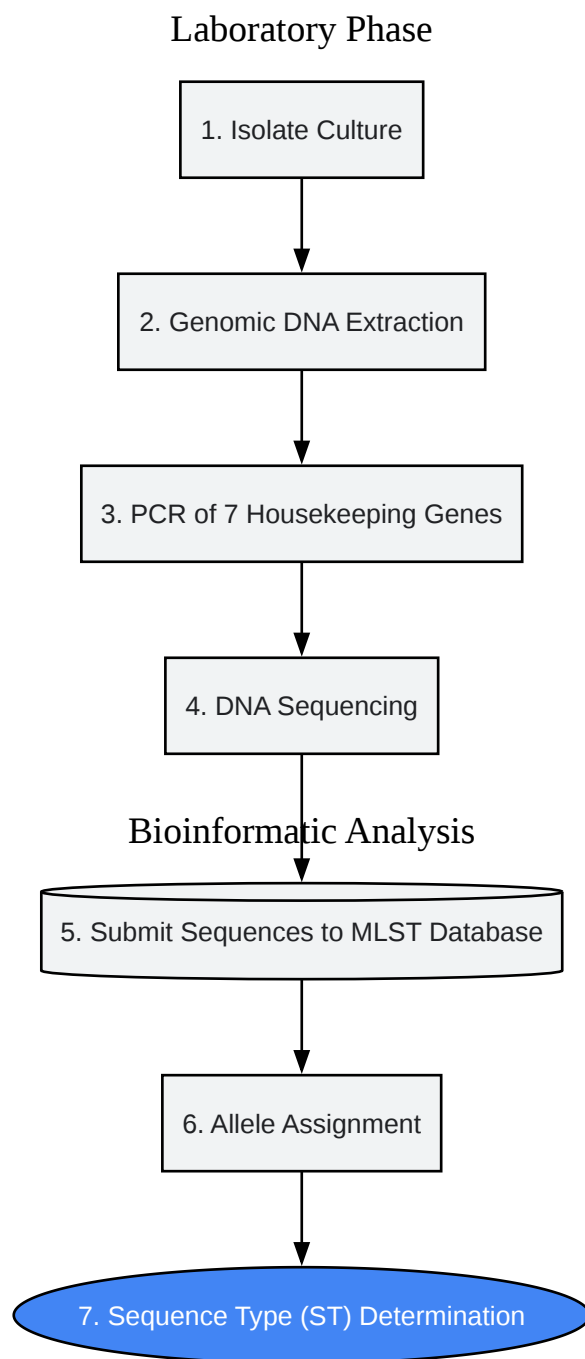 Laboratory Phase
1. Isolate Culture
2. Genomic DNA Extraction
3. PCR of 7 Housekeeping Genes
4. DNA Sequencing
Bioinformatic Analysis
5. Submit Sequences to MLST Database
6. Allele Assignment
7. Sequence Type (ST) Determination